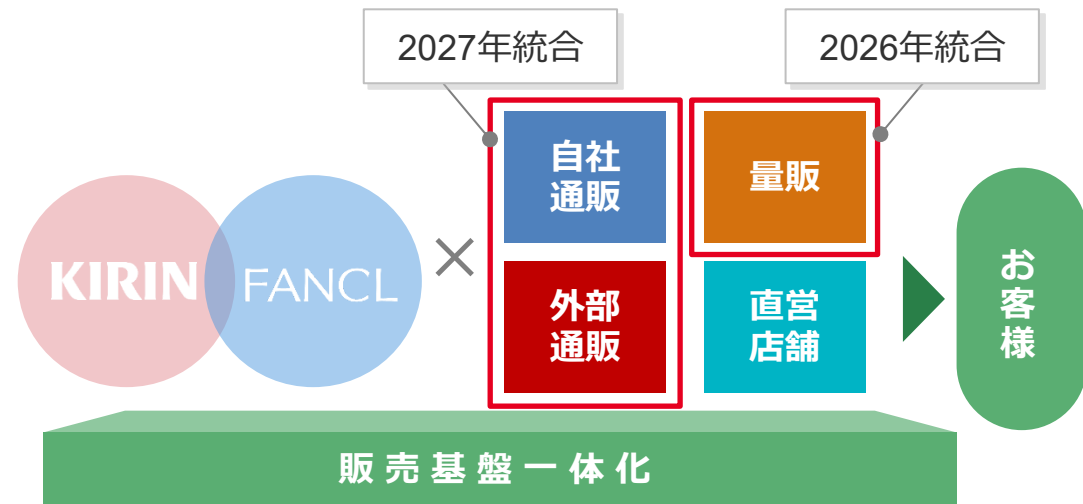 2027年統合
2026年統合
自社
通販
量販
KIRIN
FANCL
×
外部
通販
直営
店舗
お客様
販売基盤一体化